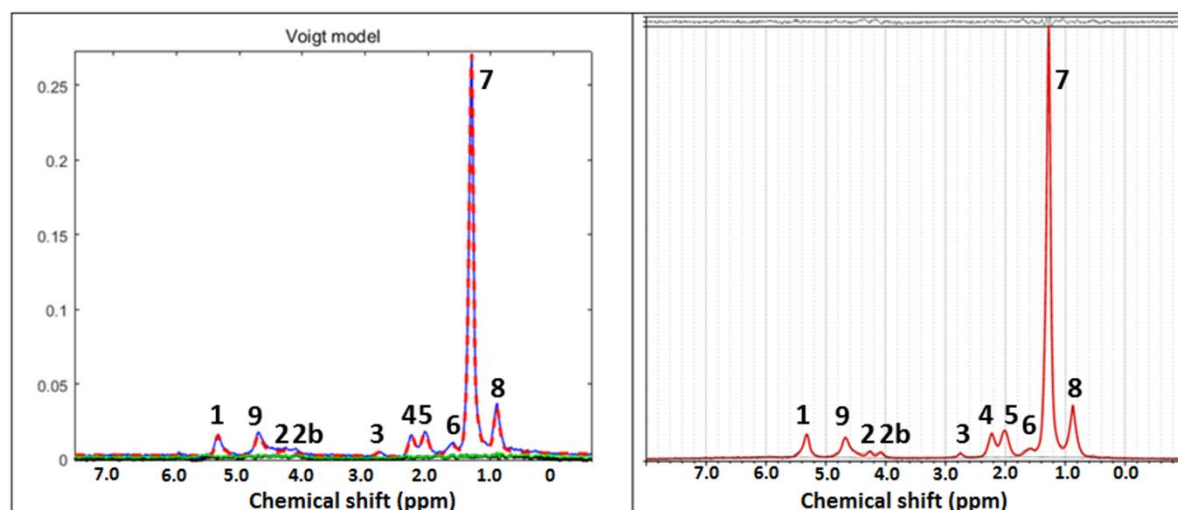 Voigt model
0.25
0.2
0.15
0.1
0.05
0
7
1 9 2 2b 3 4 5 6 8
7.0 6.0 5.0 4.0 3.0 2.0 1.0 0
Chemical shift (ppm)
7
1 9 2 2b 3 4 5 6 8
7.0 6.0 5.0 4.0 3.0 2.0 1.0 0.0
Chemical shift (ppm)